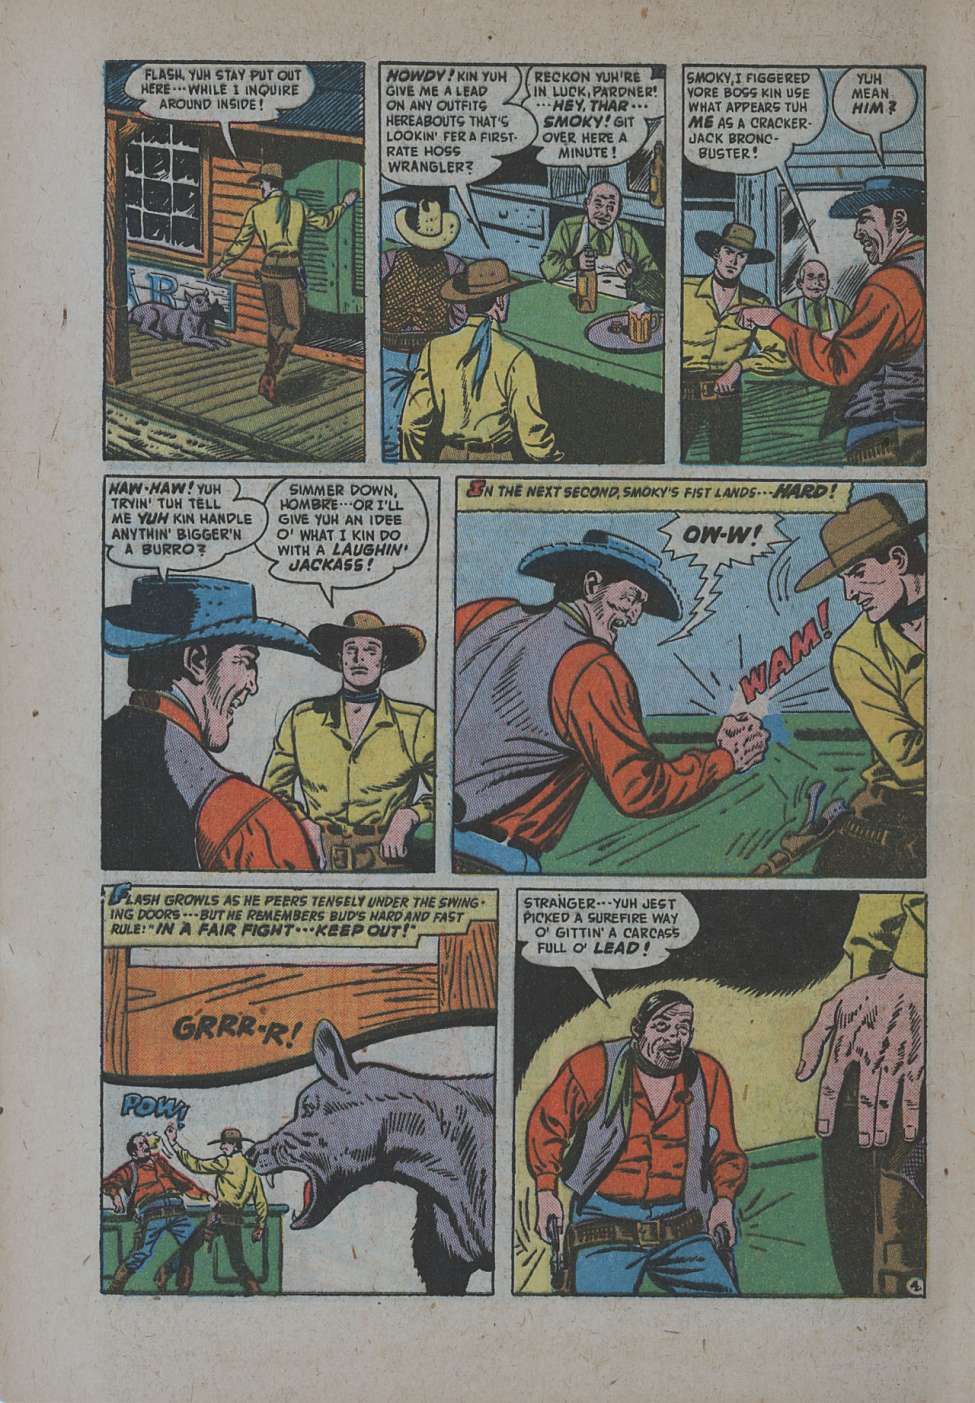 FLASH, YUH STAY PUT OUT
HERE---WHILE I INQUIRE
AROUND INSIDE!
AR
HOWDY! KIN YUH
GIVE ME A LEAD
ON ANY OUTFITS
HEREABOUTS THAT'S
LOOKIN' FER A FIRST-
RATE HOSS
WRANGLER?
RECKON YUH'RE
IN LUCK, PARDNER!
---HEY, THAR---
SMOKY! GIT
OVER HERE A
MINUTE!
SMOKY, I FIGGERED
YORE BOSS KIN USE
WHAT APPEARS TUH
ME AS A CRACKER-
JACK BRONC-
BUSTER!
YUH
MEAN
HIM?
HAW-HAW! YUH
TRYIN' TUH TELL
ME YUH KIN HANDLE
ANYTHIN' BIGGER'N
A BURRO?
SIMMER DOWN,
HOMBRE---OR I'LL
GIVE YUH AN IDEE
O' WHAT I KIN DO
WITH A LAUGHIN'
JACKASS!
IN THE NEXT SECOND, SMOKY'S FIST LANDS---HARD!
OW-W!
WAM!
FLASH GROWLS AS HE PEERS TENSELY UNDER THE SWING-
ING DOORS---BUT HE REMEMBERS BUD'S HARD AND FAST
RULE: "IN A FAIR FIGHT---KEEP OUT!"
GRRR-R!
POW!
STRANGER---YUH JEST
PICKED A SUREFIRE WAY
O' GITTIN' A CARCASS
FULL O' LEAD!
4